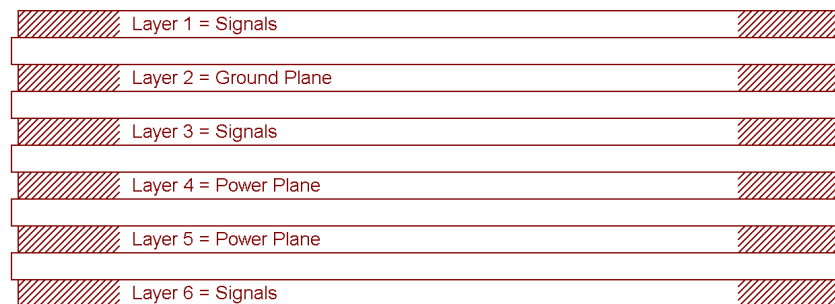 Layer 1 = Signals
Layer 2 = Ground Plane
Layer 3 = Signals
Layer 4 = Power Plane
Layer 5 = Power Plane
Layer 6 = Signals